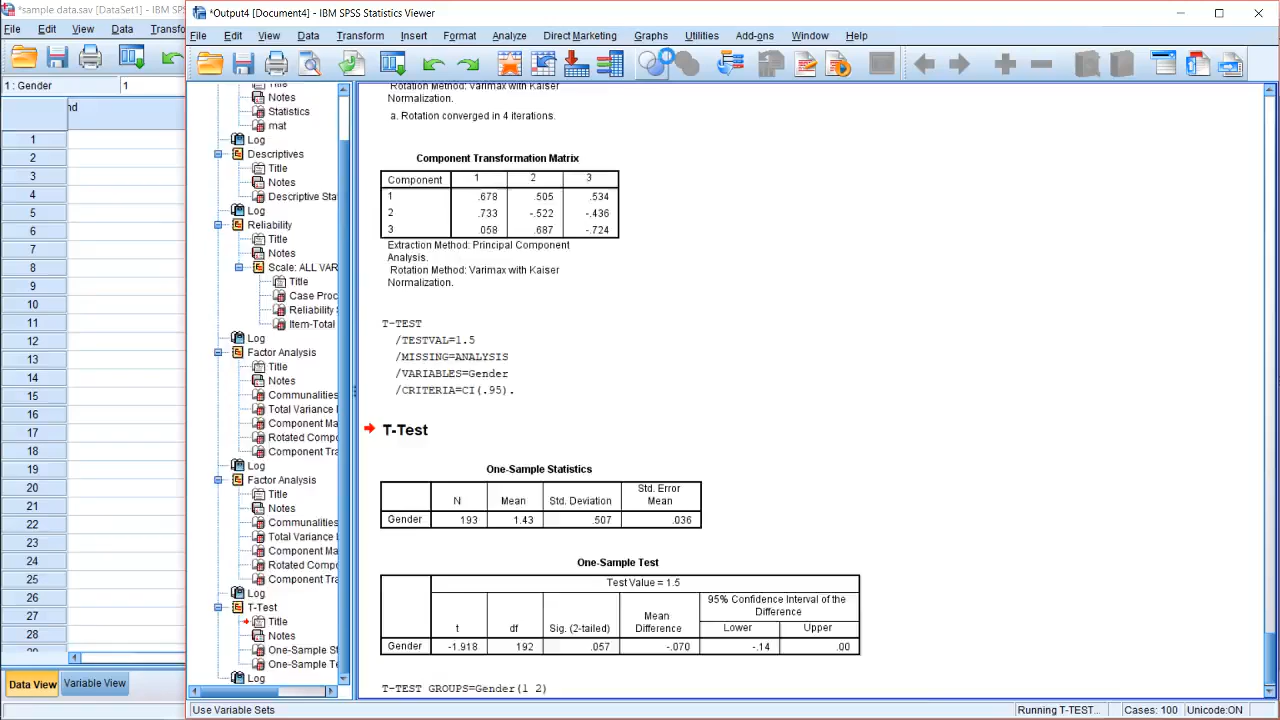 *sample data.sav [DataSet1]
*Output4 [Document4] - IBM SPSS Statistics Viewer
File Edit View Data Transfo
File Edit View Data Transform Insert Format Analyze Direct Marketing Graphs Utilities Add-ons Window Help
1 : Gender 1
nd
1
2
3
4
5
6
7
8
9
10
11
12
13
14
15
16
17
18
19
20
21
22
23
24
25
26
27
28
Data View Variable View
Title
Notes
Statistics
mat
Log
Descriptives
Title
Notes
Descriptive Sta
Log
Reliability
Title
Notes
Scale: ALL VAR
Title
Case Proc
Reliability
Item-Total
Log
Factor Analysis
Title
Notes
Communalities
Total Variance
Component Ma
Rotated Compo
Component Tra
Log
Factor Analysis
Title
Notes
Communalities
Total Variance
Component Ma
Rotated Compo
Component Tra
Log
T-Test
Title
Notes
One-Sample St
One-Sample Te
Log
Rotation Method: Varimax with Kaiser
Normalization.
a. Rotation converged in 4 iterations.
Component Transformation Matrix
Component 1 2 3
1 .678 .505 .534
2 .733 -.522 -.436
3 .058 .687 -.724
Extraction Method: Principal Component
Analysis.
Rotation Method: Varimax with Kaiser
Normalization.
T-TEST
/TESTVAL=1.5
/MISSING=ANALYSIS
/VARIABLES=Gender
/CRITERIA=CI(.95).
T-Test
One-Sample Statistics
N Mean Std. Deviation Std. Error Mean
Gender 193 1.43 .507 .036
One-Sample Test
Test Value = 1.5
t df Sig. (2-tailed) Mean Difference 95% Confidence Interval of the Difference
Lower Upper
Gender -1.918 192 .057 -.070 -.14 .00
T-TEST GROUPS=Gender(1 2)
Use Variable Sets
Running T-TEST... Cases: 100 Unicode:ON